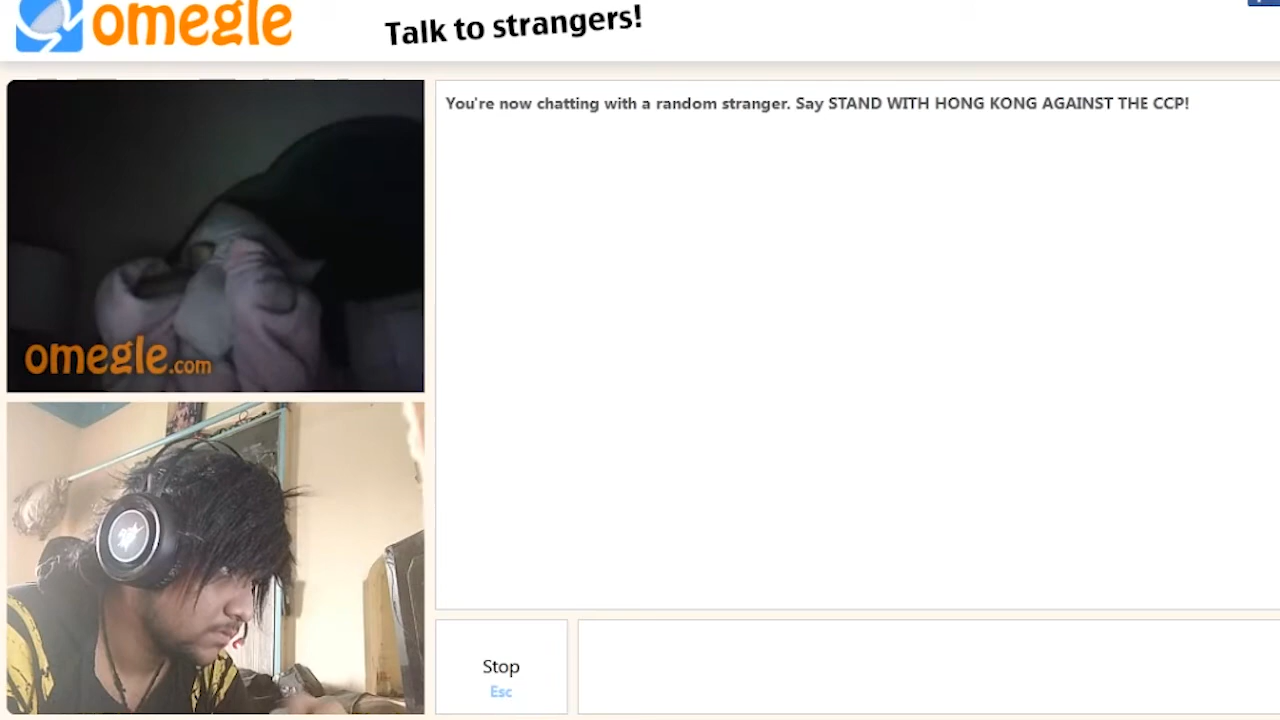 omegle
Talk to strangers!
You're now chatting with a random stranger. Say STAND WITH HONG KONG AGAINST THE CCP!
omegle.com
Stop
Esc